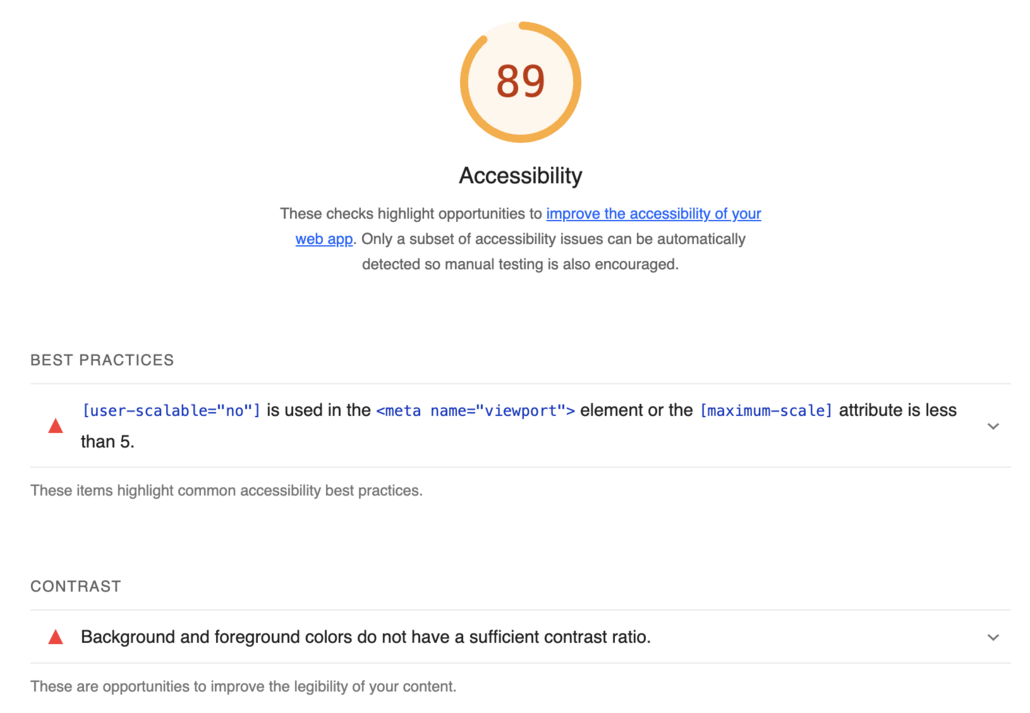 89
Accessibility
These checks highlight opportunities to improve the accessibility of your
web app. Only a subset of accessibility issues can be automatically
detected so manual testing is also encouraged.
BEST PRACTICES
[user-scalable="no"] is used in the <meta name="viewport"> element or the [maximum-scale] attribute is less
than 5.
These items highlight common accessibility best practices.
CONTRAST
Background and foreground colors do not have a sufficient contrast ratio.
These are opportunities to improve the legibility of your content.